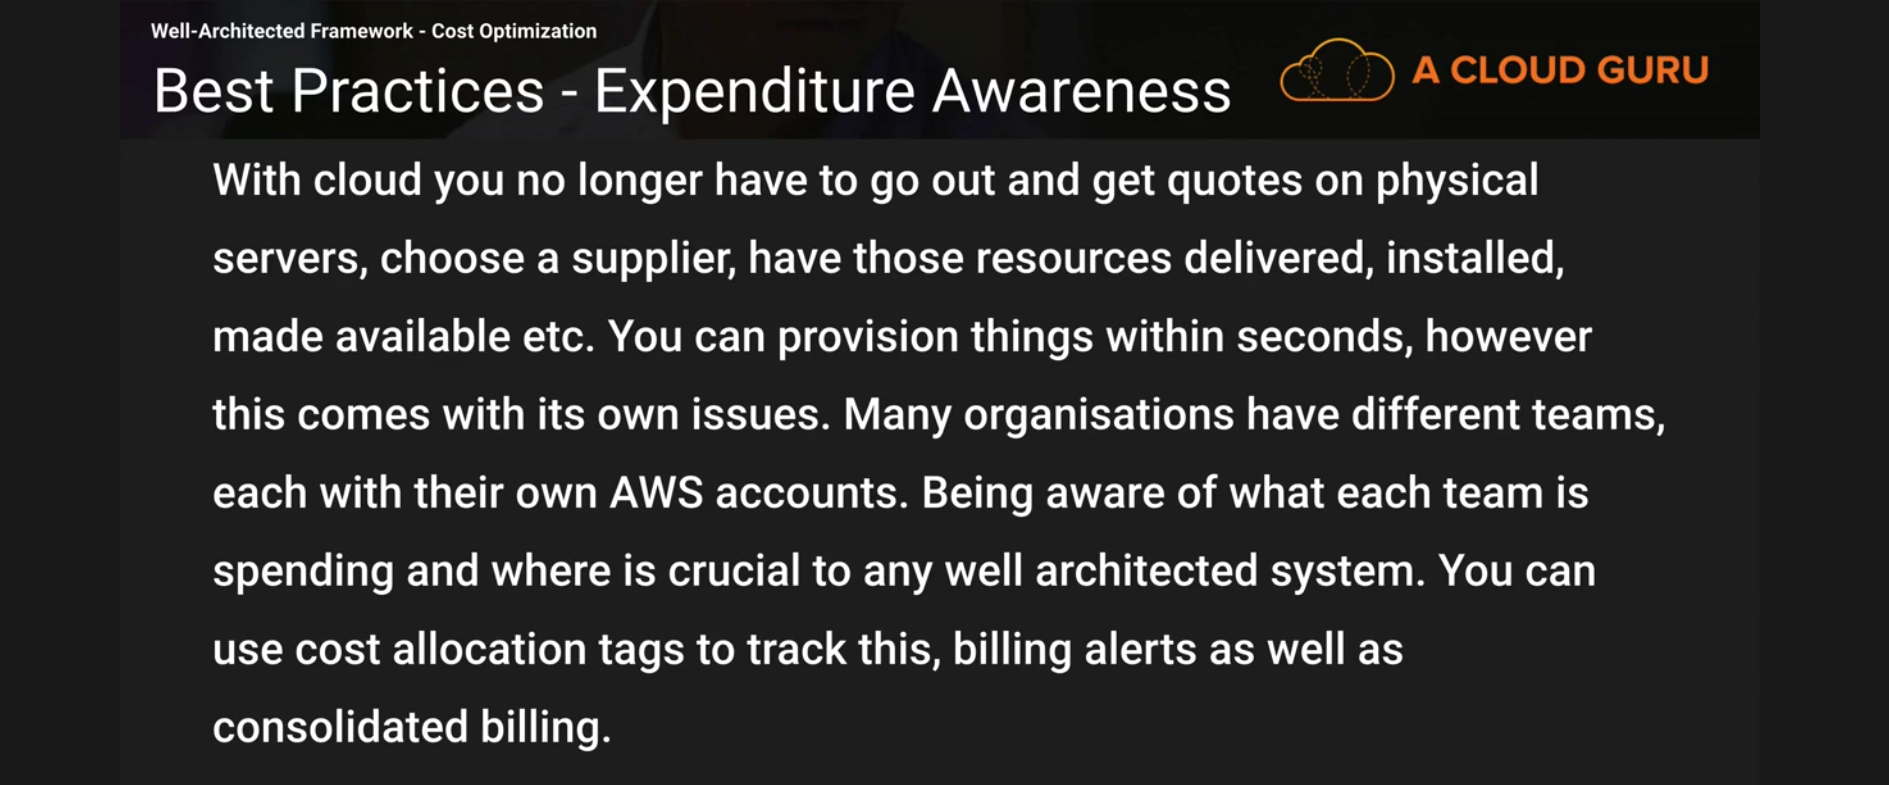 Well-Architected Framework - Cost Optimization
Best Practices - Expenditure Awareness
A CLOUD GURU
With cloud you no longer have to go out and get quotes on physical
servers, choose a supplier, have those resources delivered, installed,
made available etc. You can provision things within seconds, however
this comes with its own issues. Many organisations have different teams,
each with their own AWS accounts. Being aware of what each team is
spending and where is crucial to any well architected system. You can
use cost allocation tags to track this, billing alerts as well as
consolidated billing.